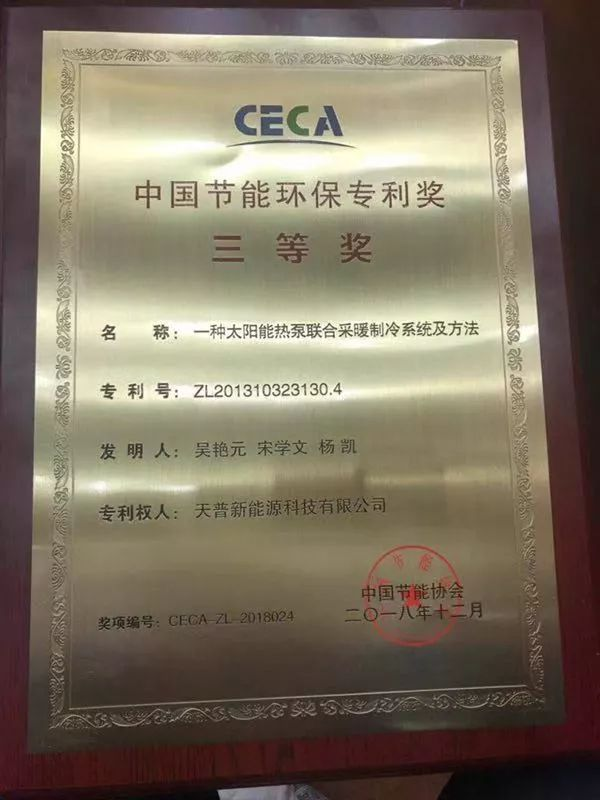 CECA
中国节能环保专利奖
三等奖
名 称：一种太阳能热泵联合采暖制冷系统及方法
专 利 号：ZL201310323130.4
发 明 人：吴艳元 宋学文 杨凯
专利权人：天普新能源科技有限公司
中国节能协会
奖项编号：CECA-ZL-2018024
二〇一八年十二月